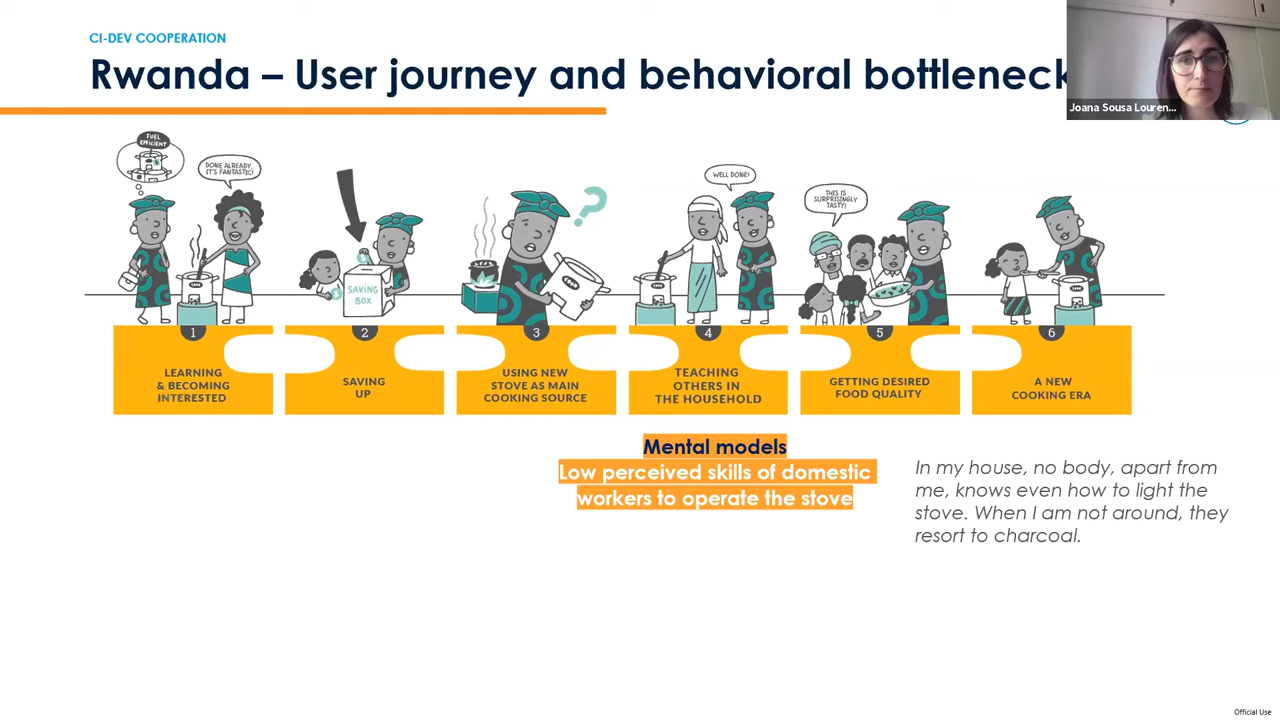 CI-DEV COOPERATION
Rwanda – User journey and behavioral bottleneck
Joana Sousa Louren...
FUEL
EFFICIENT
DONE ALREADY,
IT'S FANTASTIC!
SAVING
BOX
WELL DONE!
THIS IS
SURPRISINGLY
TASTY!
1
LEARNING
& BECOMING
INTERESTED
2
SAVING
UP
3
USING NEW
STOVE AS MAIN
COOKING SOURCE
4
TEACHING
OTHERS IN
THE HOUSEHOLD
5
GETTING DESIRED
FOOD QUALITY
6
A NEW
COOKING ERA
Mental models
Low perceived skills of domestic
workers to operate the stove
In my house, no body, apart from
me, knows even how to light the
stove. When I am not around, they
resort to charcoal.
Official Use